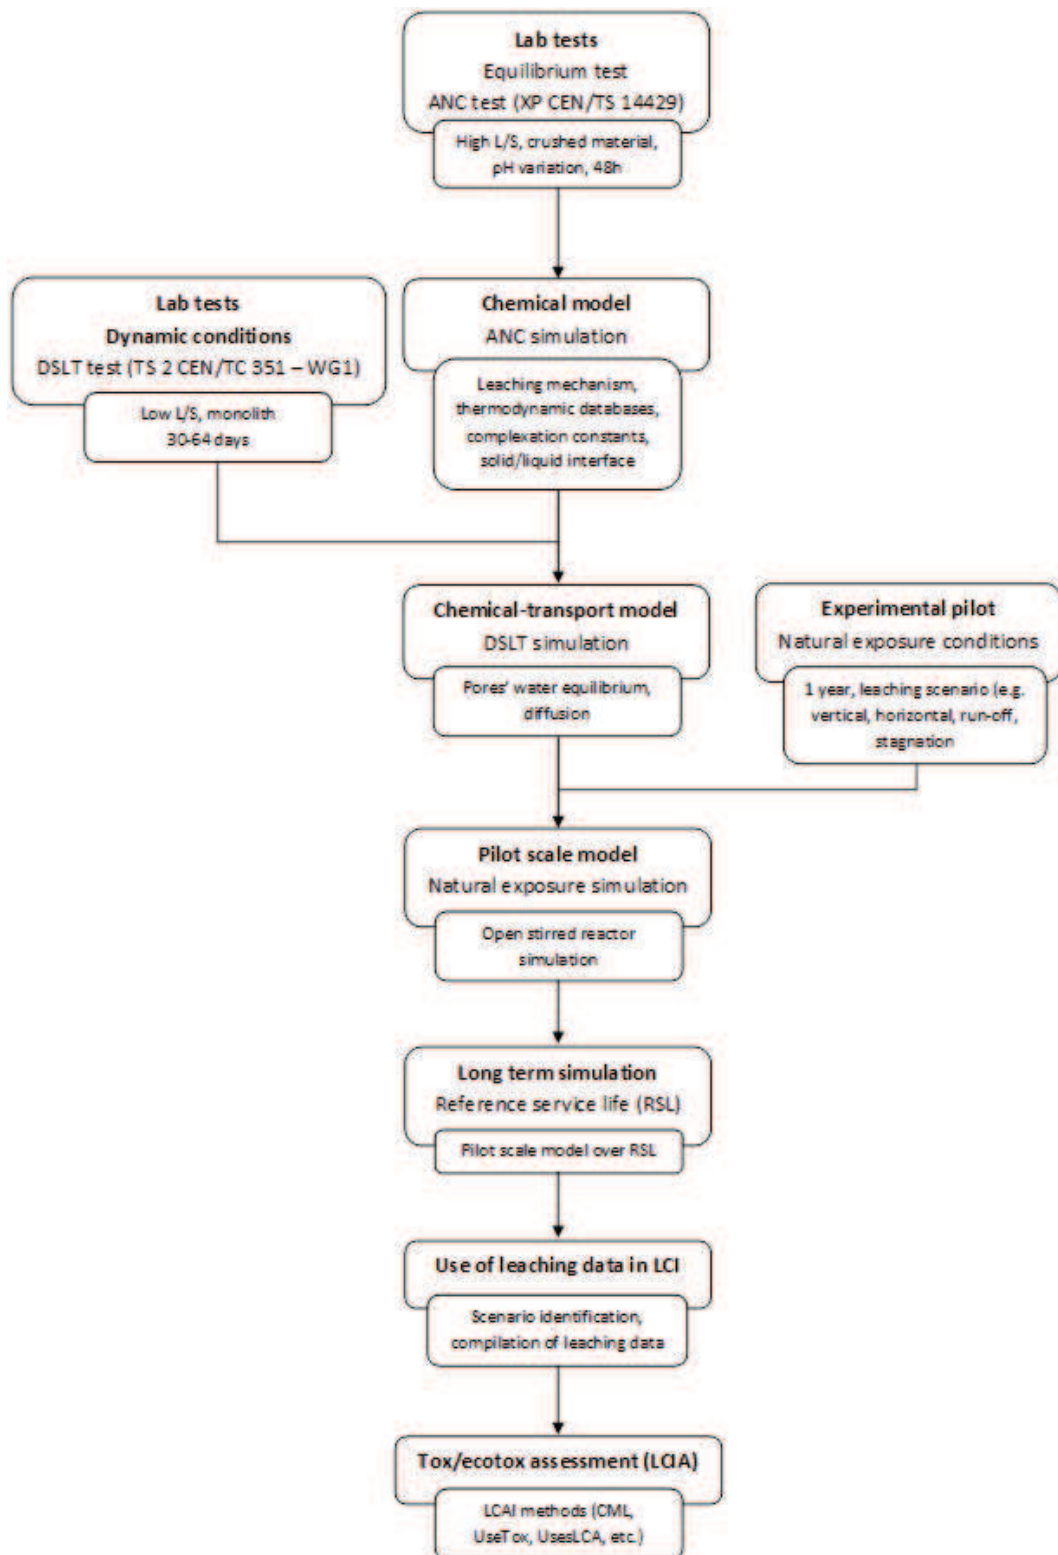 Lab tests
Equilibrium test
ANC test (XP CEN/TS 14429)
High L/S, crushed material,
pH variation, 48h
Lab tests
Dynamic conditions
DSLT test (TS 2 CEN/TC 351 – WG1)
Low L/S, monolith
30-64 days
Chemical model
ANC simulation
Leaching mechanism,
thermodynamic databases,
complexation constants,
solid/liquid interface
Chemical-transport model
DSLT simulation
Pores' water equilibrium,
diffusion
Experimental pilot
Natural exposure conditions
1 year, leaching scenario (e.g.
vertical, horizontal, run-off,
stagnation
Pilot scale model
Natural exposure simulation
Open stirred reactor
simulation
Long term simulation
Reference service life (RSL)
Pilot scale model over RSL
Use of leaching data in LCI
Scenario identification,
compilation of leaching data
Tox/ecotox assessment (LCIA)
LCAI methods (CML,
UseTox, UsesLCA, etc.)